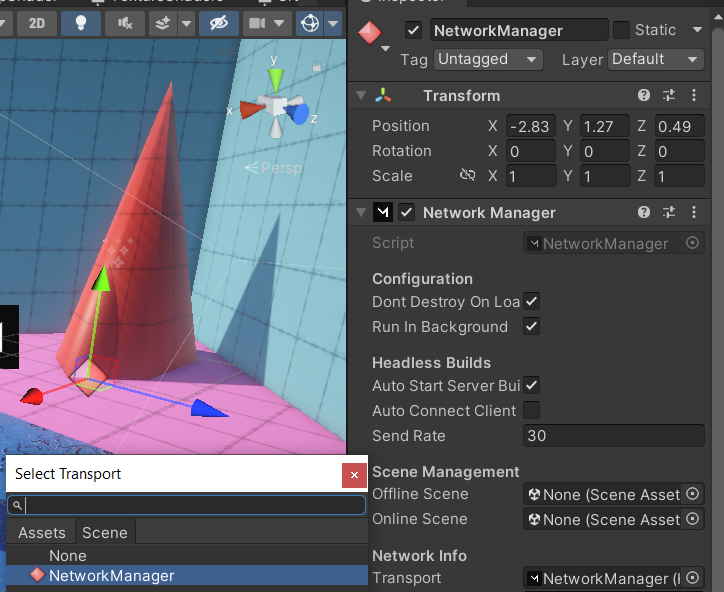 2D
Persp
y
x
z
NetworkManager
Static
Tag Untagged Layer Default
Transform
Position X -2.83 Y 1.27 Z 0.49
Rotation X 0 Y 0 Z 0
Scale X 1 Y 1 Z 1
Network Manager
Script NetworkManager
Configuration
Dont Destroy On Loa
Run In Background
Headless Builds
Auto Start Server Bui
Auto Connect Client
Send Rate 30
Scene Management
Offline Scene None (Scene Asset
Online Scene None (Scene Asset
Network Info
Transport NetworkManager (
Select Transport
Assets Scene
None
NetworkManager